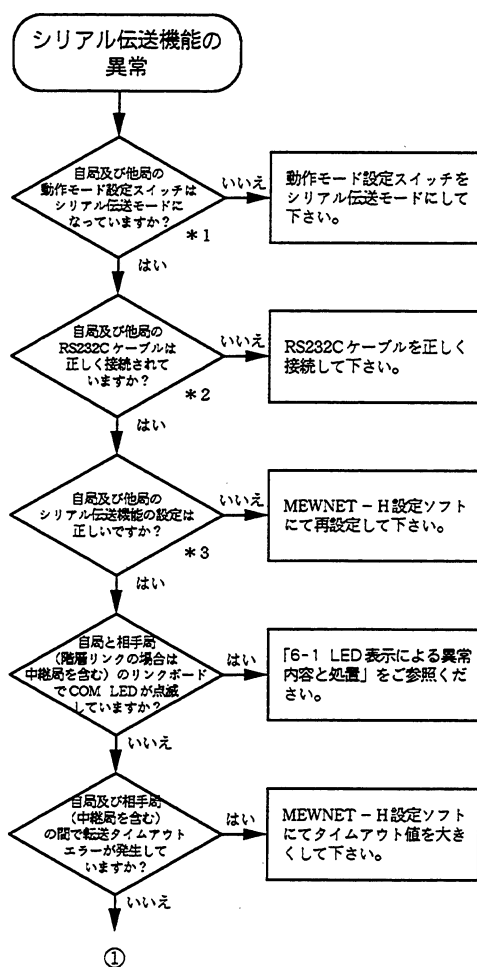 シリアル伝送機能の
異常
自局及び他局の
動作モード設定スイッチは
シリアル伝送モードに
なっていますか?
*1
いいえ
動作モード設定スイッチを
シリアル伝送モードにして
下さい。
はい
自局及び他局の
RS232Cケーブルは
正しく接続されて
いますか?
*2
いいえ
RS232Cケーブルを正しく
接続して下さい。
はい
自局及び他局の
シリアル伝送機能の設定は
正しいですか?
*3
いいえ
MEWNET-H設定ソフト
にて再設定して下さい。
はい
自局と相手局
(階層リンクの場合は
中継局を含む)のリンクボード
でCOM LEDが点滅
していますか?
はい
「6-1 LED表示による異常
内容と処置」をご参照くだ
さい。
いいえ
自局及び相手局
(中継局を含む)
の間で転送タイムアウト
エラーが発生して
いますか?
はい
MEWNET-H設定ソフト
にてタイムアウト値を大き
くして下さい。
いいえ
①